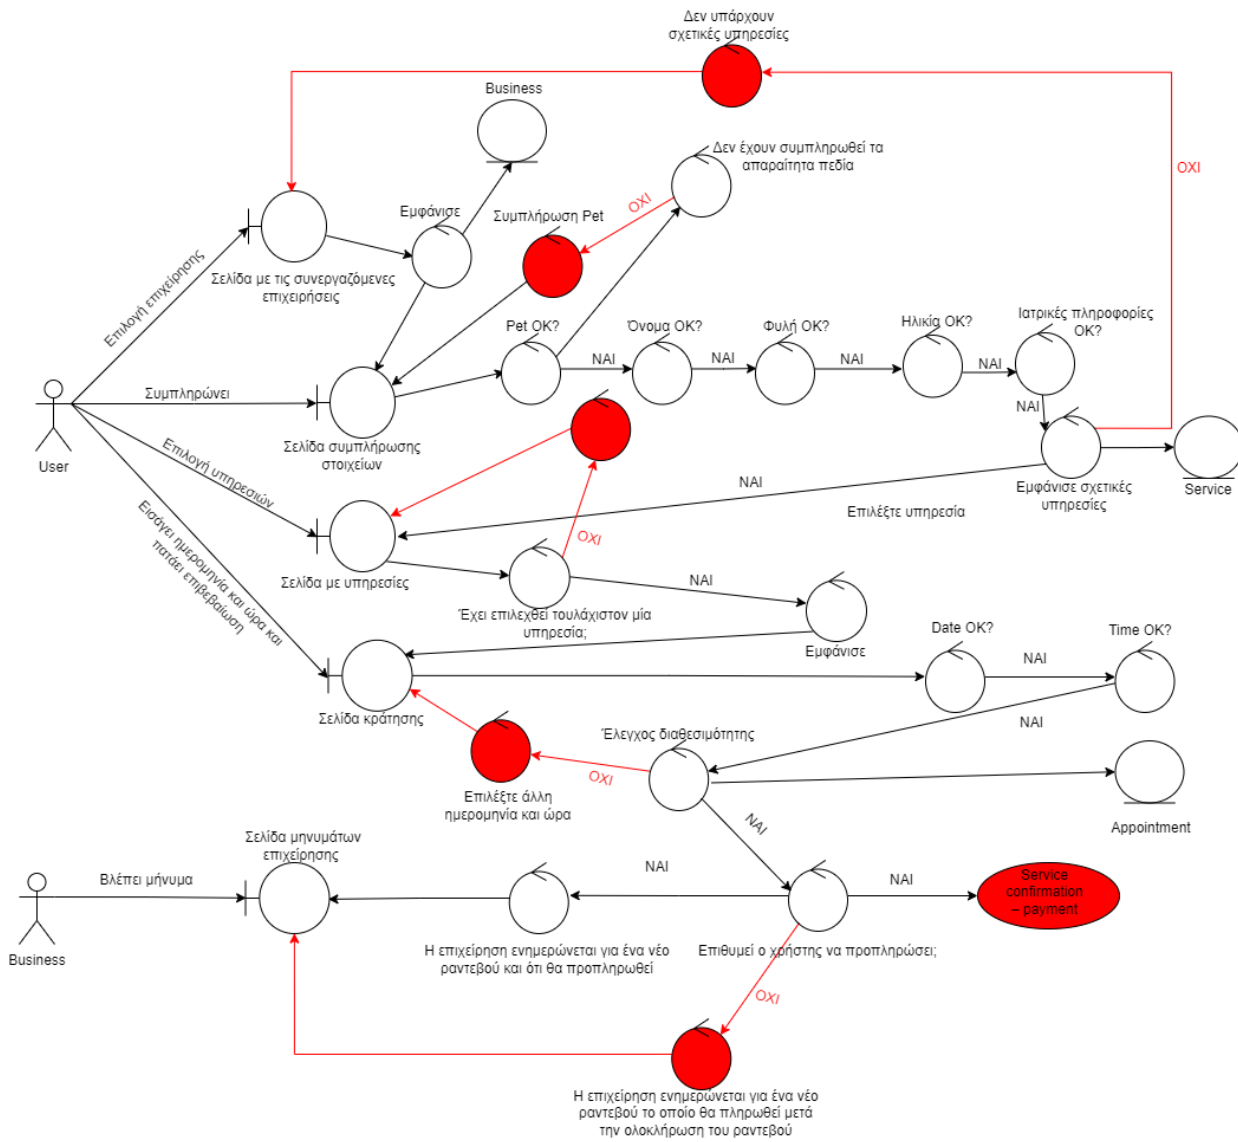 Δεν υπάρχουν
σχετικές υπηρεσίες
Business
Δεν έχουν συμπληρωθεί τα
απαραίτητα πεδία
ΟΧΙ
ΟΧΙ
Συμπλήρωση Pet
Εμφάνισε
Επιλογή επιχείρησης
Σελίδα με τις συνεργαζόμενες
επιχειρήσεις
Pet OK?
Όνομα OK?
Φυλή OK?
Ηλικία OK?
Ιατρικές πληροφορίες
OK?
ΝΑΙ
ΝΑΙ
ΝΑΙ
ΝΑΙ
ΝΑΙ
Συμπληρώνει
User
Σελίδα συμπλήρωσης
στοιχείων
Επιλογή υπηρεσιών
ΝΑΙ
Επιλέξτε υπηρεσία
Εμφάνισε σχετικές
υπηρεσίες
Service
Εισάγει ημερομηνία και ώρα και
πατάει επιβεβαίωση
Σελίδα με υπηρεσίες
ΟΧΙ
ΝΑΙ
Έχει επιλεχθεί τουλάχιστον μία
υπηρεσία;
Εμφάνισε
Date OK?
Time OK?
ΝΑΙ
Σελίδα κράτησης
ΝΑΙ
Έλεγχος διαθεσιμότητης
ΟΧΙ
Επιλέξτε άλλη
ημερομηνία και ώρα
Appointment
ΝΑΙ
Σελίδα μηνυμάτων
επιχείρησης
Βλέπει μήνυμα
ΝΑΙ
ΝΑΙ
Service
confirmation
– payment
Business
Η επιχείρηση ενημερώνεται για ένα νέο
ραντεβού και ότι θα προπληρωθεί
Επιθυμεί ο χρήστης να προπληρώσει;
ΟΧΙ
Η επιχείρηση ενημερώνεται για ένα νέο
ραντεβού το οποίο θα πληρωθεί μετά
την ολοκλήρωση του ραντεβού